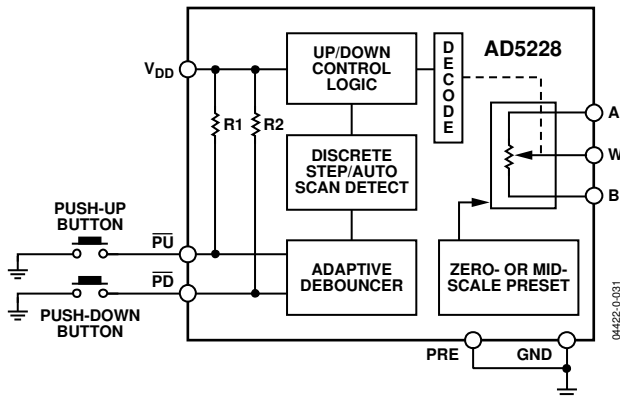 UP/DOWN
CONTROL
LOGIC
D
E
C
O
D
E
AD5228
VDD
R1
R2
A
W
B
DISCRETE
STEP/AUTO
SCAN DETECT
PUSH-UP
BUTTON
PU
PD
PUSH-DOWN
BUTTON
ADAPTIVE
DEBOUNCER
ZERO- OR MID-
SCALE PRESET
PRE
GND
04422-0-031